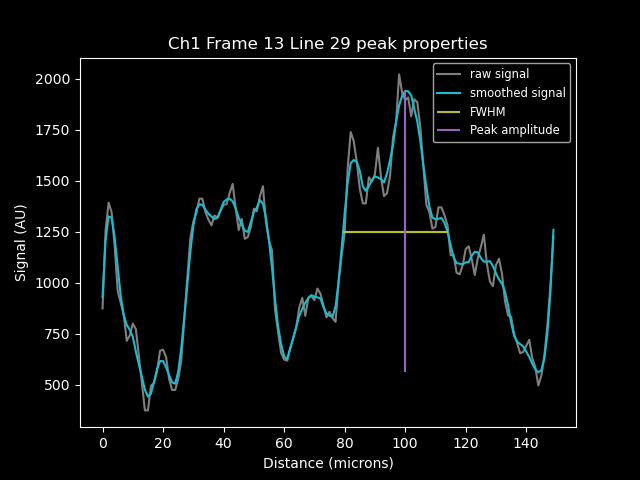 Ch1 Frame 13 Line 29 peak properties
raw signal
smoothed signal
FWHM
Peak amplitude
Signal (AU)
2000
1750
1500
1250
1000
750
500
0 20 40 60 80 100 120 140
Distance (microns)